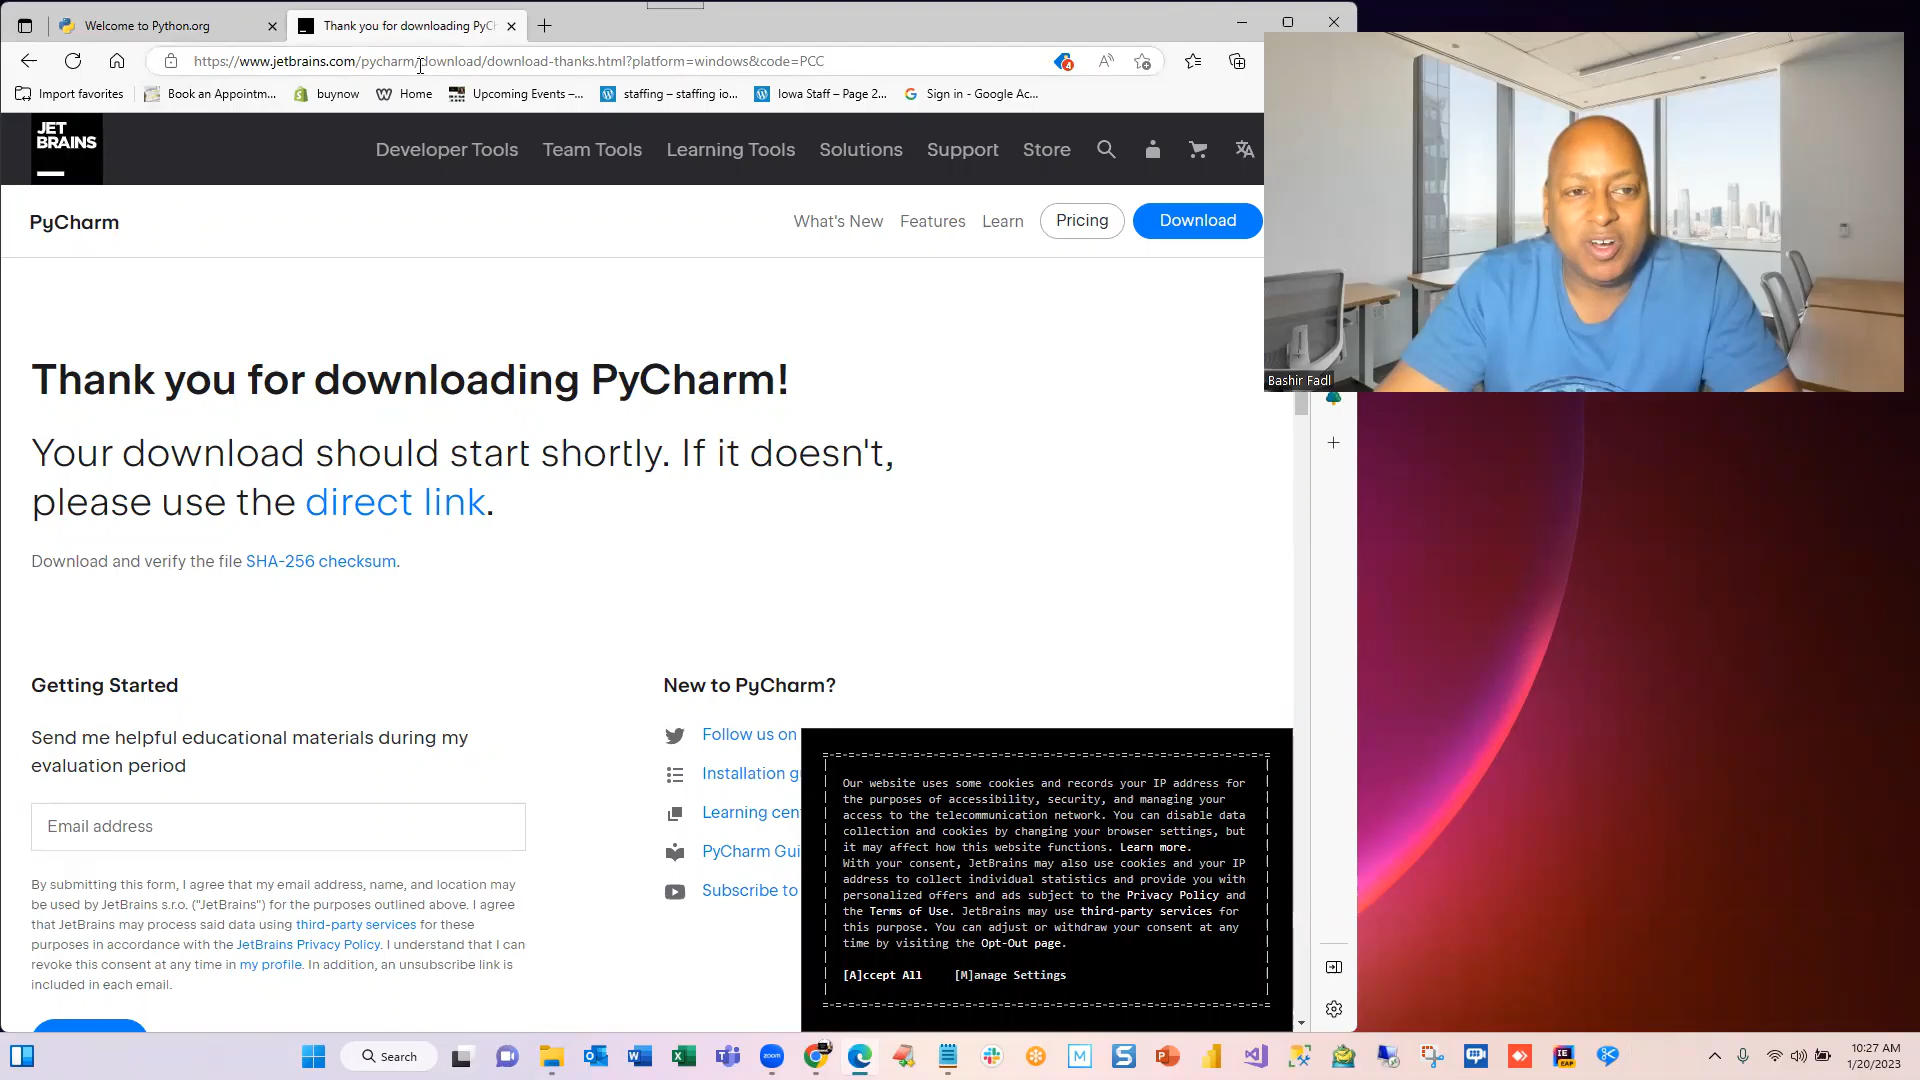 Welcome to Python.org
Thank you for downloading PyCh
https://www.jetbrains.com/pycharm/download/download-thanks.html?platform=windows&code=PCC
4
Import favorites
Book an Appointm...
buynow
Home
Upcoming Events –...
staffing – staffing io...
Iowa Staff – Page 2...
Sign in - Google Ac...
JET
BRAINS
Developer Tools
Team Tools
Learning Tools
Solutions
Support
Store
PyCharm
What's New
Features
Learn
Pricing
Download
Bashir Fadl
Thank you for downloading PyCharm!
Your download should start shortly. If it doesn't,
please use the direct link.
Download and verify the file SHA-256 checksum.
Getting Started
Send me helpful educational materials during my
evaluation period
Email address
By submitting this form, I agree that my email address, name, and location may
be used by JetBrains s.r.o. ("JetBrains") for the purposes outlined above. I agree
that JetBrains may process said data using third-party services for these
purposes in accordance with the JetBrains Privacy Policy. I understand that I can
revoke this consent at any time in my profile. In addition, an unsubscribe link is
included in each email.
New to PyCharm?
Follow us on
Installation g
Learning cen
PyCharm Gui
Subscribe to
Our website uses some cookies and records your IP address for
the purposes of accessibility, security, and managing your
access to the telecommunication network. You can disable data
collection and cookies by changing your browser settings, but
it may affect how this website functions. Learn more.
With your consent, JetBrains may also use cookies and your IP
address to collect individual statistics and provide you with
personalized offers and ads subject to the Privacy Policy and
the Terms of Use. JetBrains may use third-party services for
this purpose. You can adjust or withdraw your consent at any
time by visiting the Opt-Out page.
[A]ccept All [M]anage Settings
Search
zoom
10:27 AM
1/20/2023